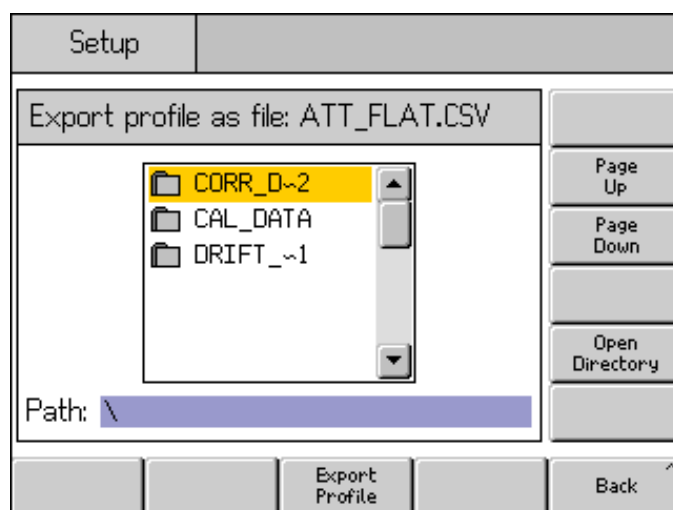 Setup
Export profile as file: ATT_FLAT.CSV
CORR_D~2
CAL_DATA
DRIFT_~1
Path: \
Page
Up
Page
Down
Open
Directory
Export
Profile
Back ^